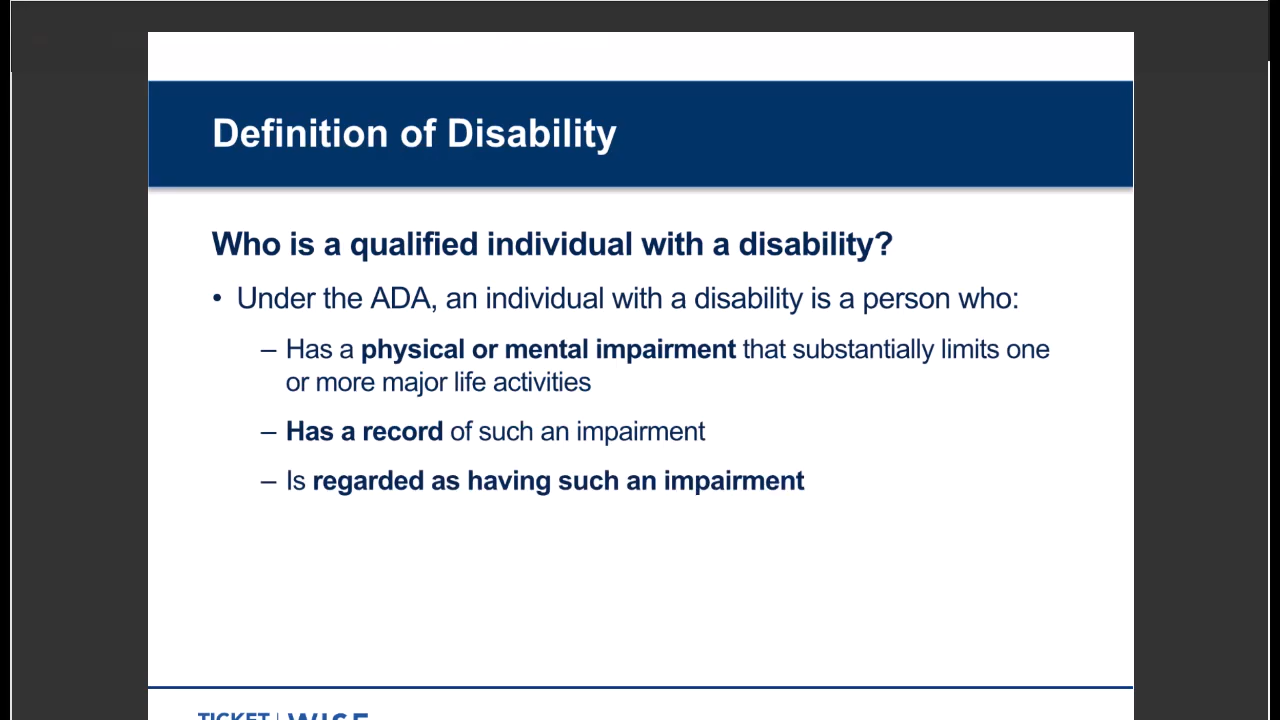 Definition of Disability
Who is a qualified individual with a disability?
• Under the ADA, an individual with a disability is a person who:
– Has a physical or mental impairment that substantially limits one
or more major life activities
– Has a record of such an impairment
– Is regarded as having such an impairment
TICKET | WISE